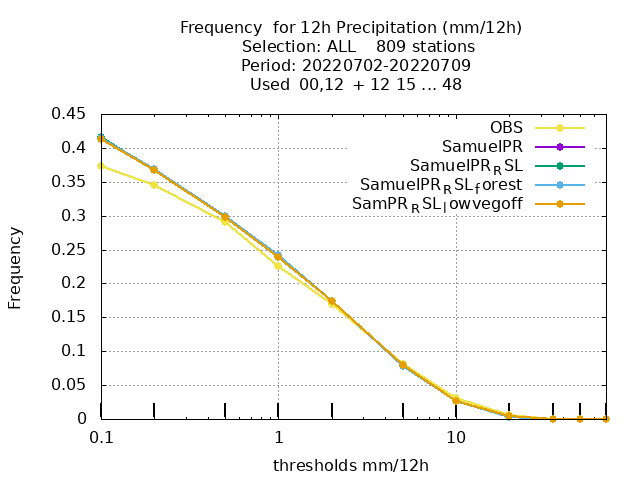 Frequency  for 12h Precipitation (mm/12h)
Selection: ALL    809 stations
Period: 20220702-20220709
Used  00,12  + 12 15 ... 48
OBS
SamuelPR
SamuelPR_RSL
SamuelPR_RSL_forest
SamPR_RSL_lowvegoff
Frequency
0.45
0.4
0.35
0.3
0.25
0.2
0.15
0.1
0.05
0
0.1 1 10
thresholds mm/12h